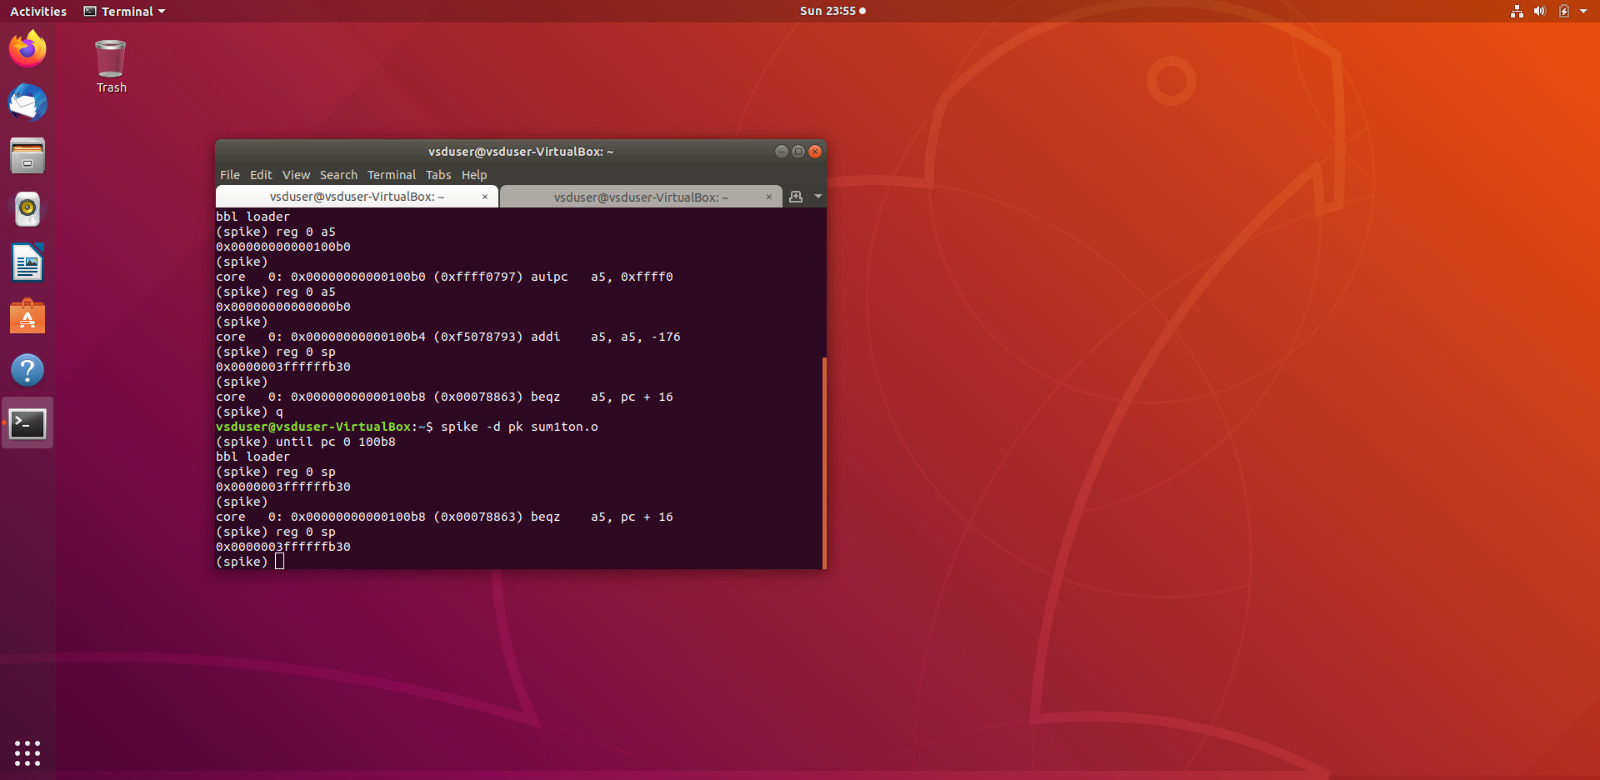 Activities Terminal Sun 23:55
Trash
vsduser@vsduser-VirtualBox: ~
File Edit View Search Terminal Tabs Help
vsduser@vsduser-VirtualBox: ~ × vsduser@vsduser-VirtualBox: ~ ×
bbl loader
(spike) reg 0 a5
0x00000000000100b0
(spike)
core   0: 0x00000000000100b0 (0xffff0797) auipc   a5, 0xffff0
(spike) reg 0 a5
0x00000000000000b0
(spike)
core   0: 0x00000000000100b4 (0xf5078793) addi    a5, a5, -176
(spike) reg 0 sp
0x0000003ffffffb30
(spike)
core   0: 0x00000000000100b8 (0x00078863) beqz    a5, pc + 16
(spike) q
vsduser@vsduser-VirtualBox:~$ spike -d pk sum1ton.o
(spike) until pc 0 100b8
bbl loader
(spike) reg 0 sp
0x0000003ffffffb30
(spike)
core   0: 0x00000000000100b8 (0x00078863) beqz    a5, pc + 16
(spike) reg 0 sp
0x0000003ffffffb30
(spike)